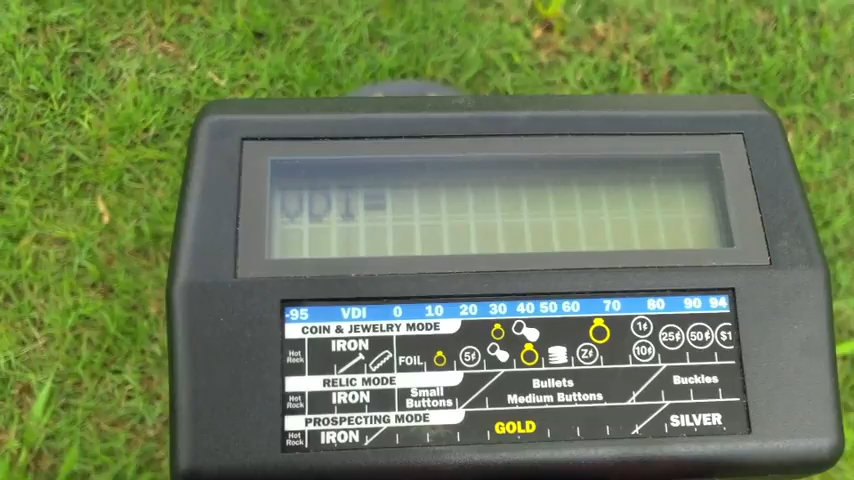 VDI=
-95 VDI 0 10 20 30 40 50 60 70 80 90 94
COIN & JEWELRY MODE
Hot Rock IRON FOIL 5¢ Z¢ 1¢ 10¢ 25¢ 50¢ $1
RELIC MODE
Hot Rock IRON Small Buttons Bullets Medium Buttons Buckles
PROSPECTING MODE
Hot Rock IRON GOLD SILVER